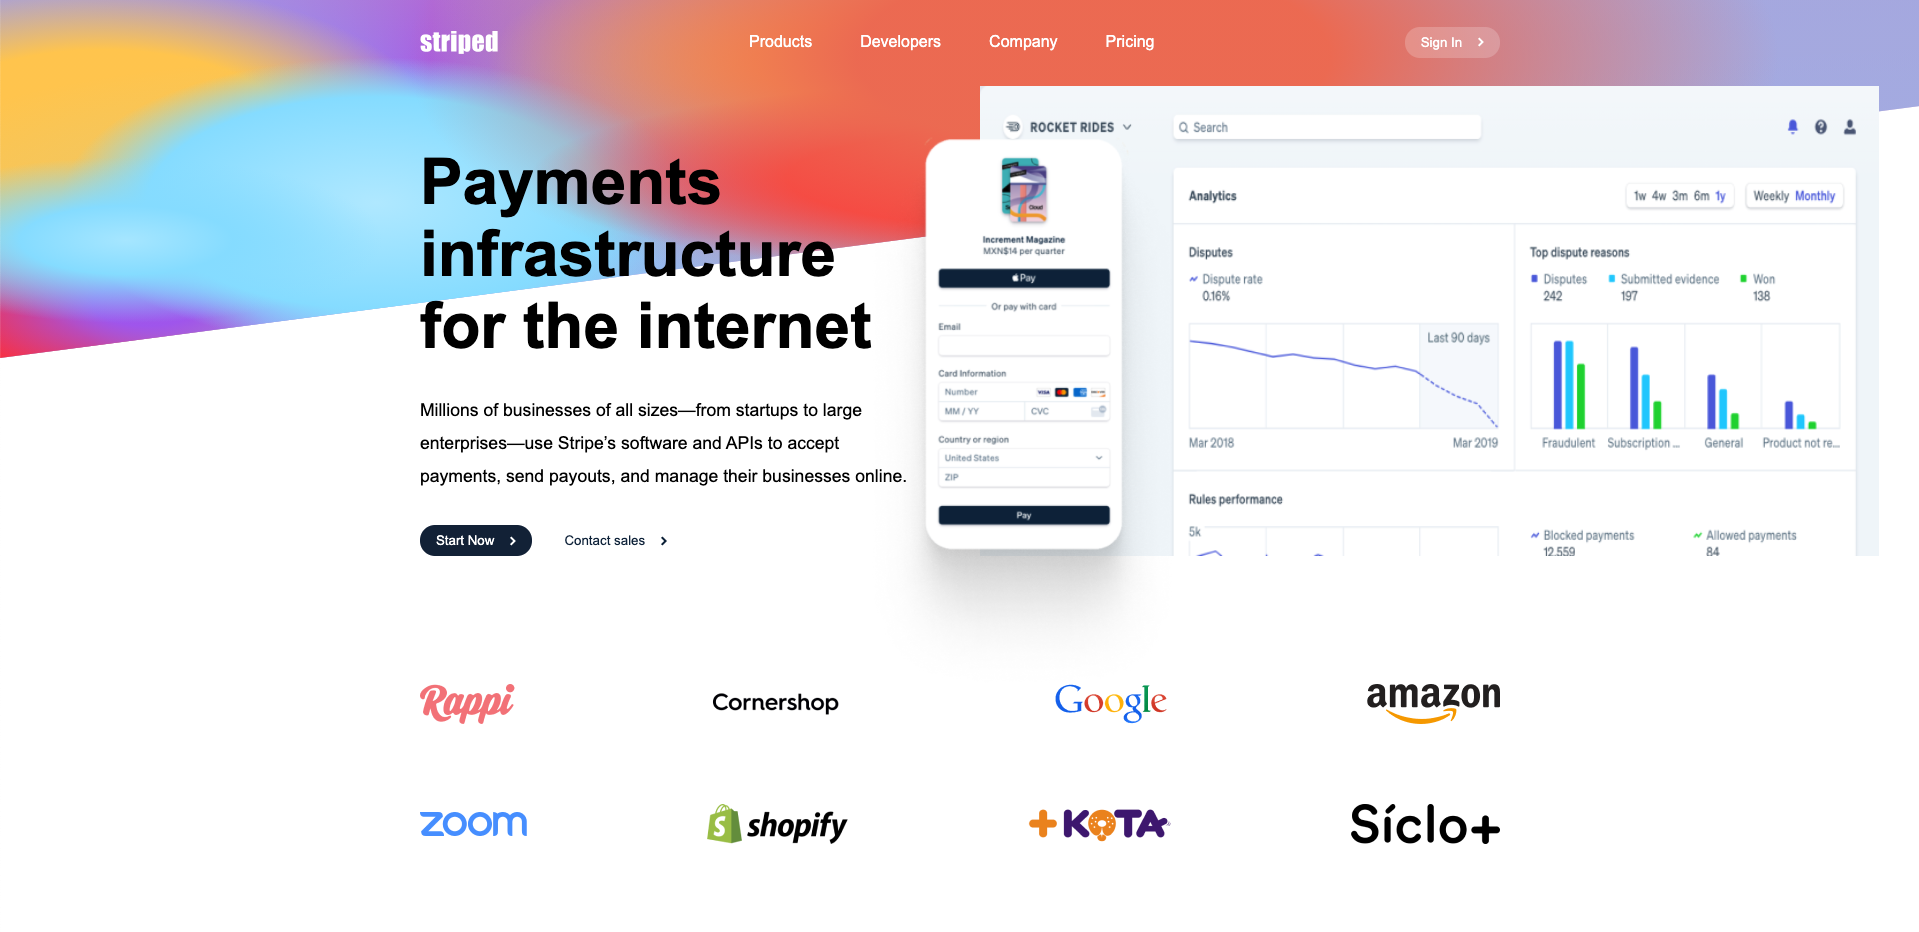 striped
Products
Developers
Company
Pricing
Sign In
Payments
infrastructure
for the internet
Millions of businesses of all sizes—from startups to large
enterprises—use Stripe’s software and APIs to accept
payments, send payouts, and manage their businesses online.
Start Now
Contact sales
Increment Magazine
MXN$14 per quarter
Pay
Or pay with card
Email
Card Information
Number
VISA
MM / YY
CVC
Country or region
United States
ZIP
Pay
ROCKET RIDES
Search
Analytics
1w 4w 3m 6m 1y
Weekly Monthly
Disputes
Dispute rate
0.16%
Last 90 days
Mar 2018
Mar 2019
Top dispute reasons
Disputes
242
Submitted evidence
197
Won
138
Fraudulent
Subscription ...
General
Product not re...
Rules performance
5k
Blocked payments
12,559
Allowed payments
84
Rappi
Cornershop
Google
amazon
zoom
shopify
+KOTA
Síclo+